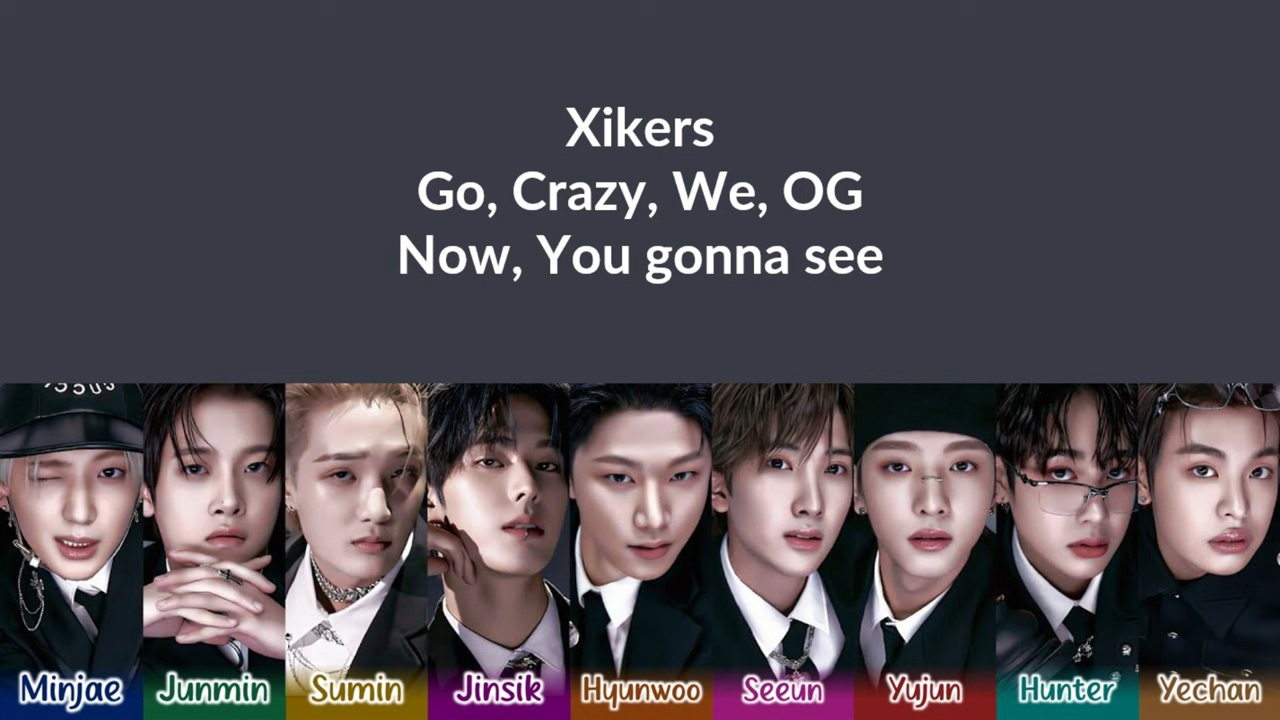 Xikers
Go, Crazy, We, OG
Now, You gonna see
Minjae Junmin Sumin Jinsik Hyunwoo Seeun Yujun Hunter Yechan